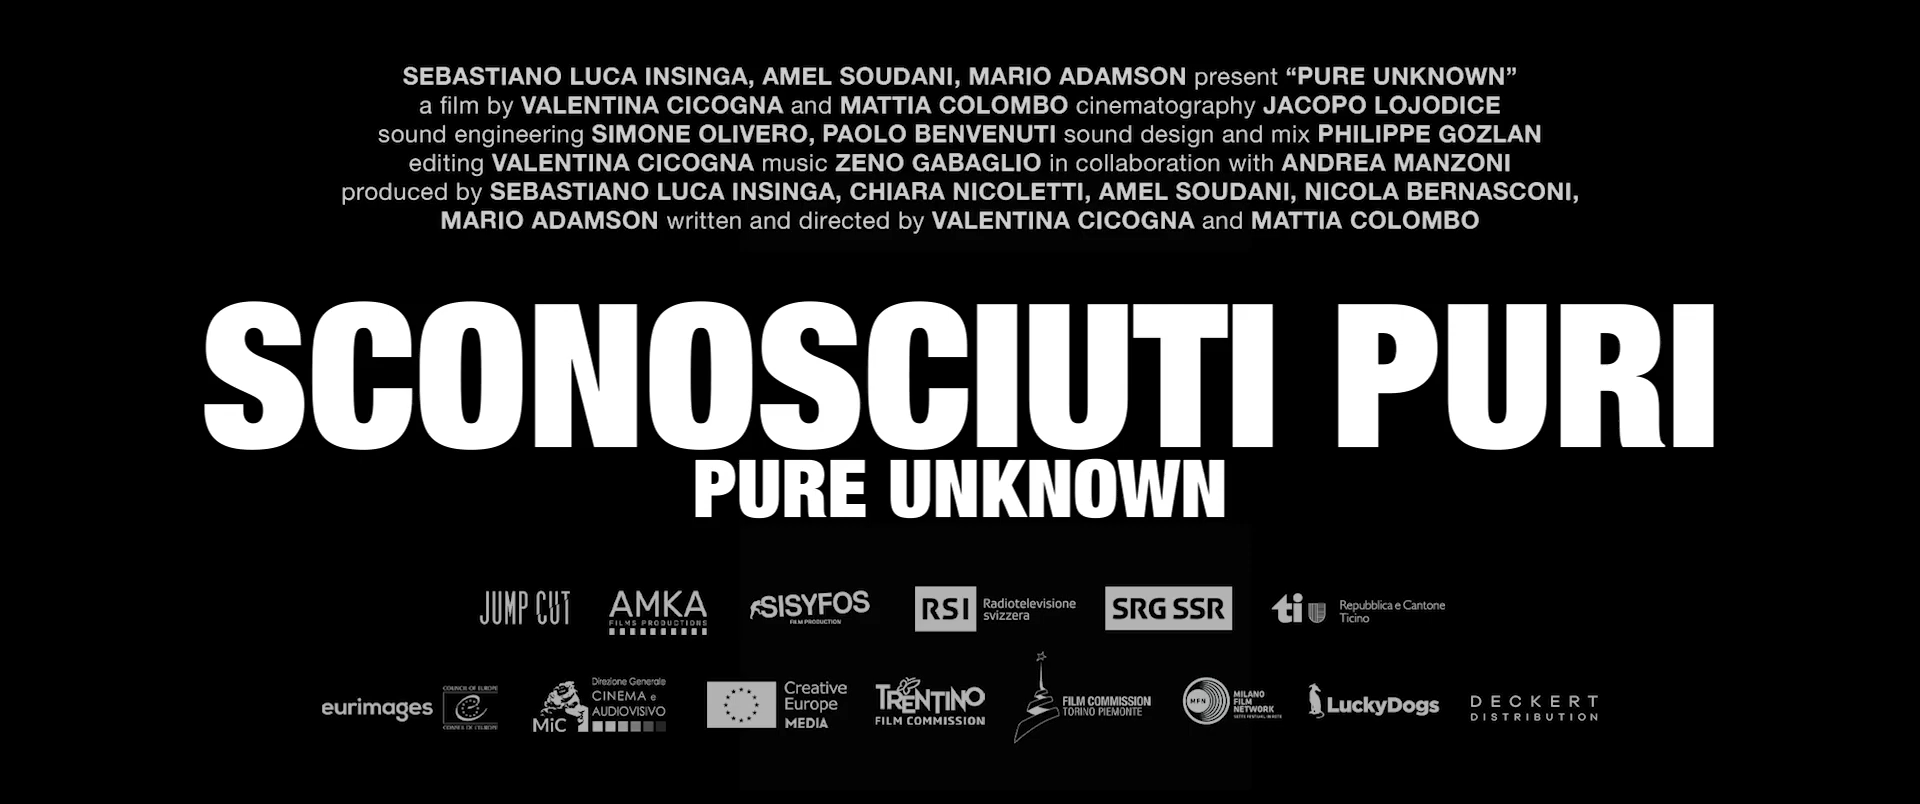 SEBASTIANO LUCA INSINGA, AMEL SOUDANI, MARIO ADAMSON present “PURE UNKNOWN”
a film by VALENTINA CICOGNA and MATTIA COLOMBO cinematography JACOPO LOJODICE
sound engineering SIMONE OLIVERO, PAOLO BENVENUTI sound design and mix PHILIPPE GOZLAN
editing VALENTINA CICOGNA music ZENO GABAGLIO in collaboration with ANDREA MANZONI
produced by SEBASTIANO LUCA INSINGA, CHIARA NICOLETTI, AMEL SOUDANI, NICOLA BERNASCONI,
MARIO ADAMSON written and directed by VALENTINA CICOGNA and MATTIA COLOMBO
SCONOSCIUTI PURI
PURE UNKNOWN
JUMP CUT
AMKA
FILMS PRODUCTIONS
SISYFOS
FILM PRODUCTION
RSI
Radiotelevisione
svizzera
SRG SSR
ti
Repubblica e Cantone
Ticino
eurimages
COUNCIL OF EUROPE
CONSEIL DE L'EUROPE
MiC
Direzione Generale
CINEMA e
AUDIOVISIVO
Creative
Europe
MEDIA
TRENTINO
FILM COMMISSION
FILM COMMISSION
TORINO PIEMONTE
MFN
MILANO
FILM
NETWORK
LuckyDogs
DECKERT
DISTRIBUTION